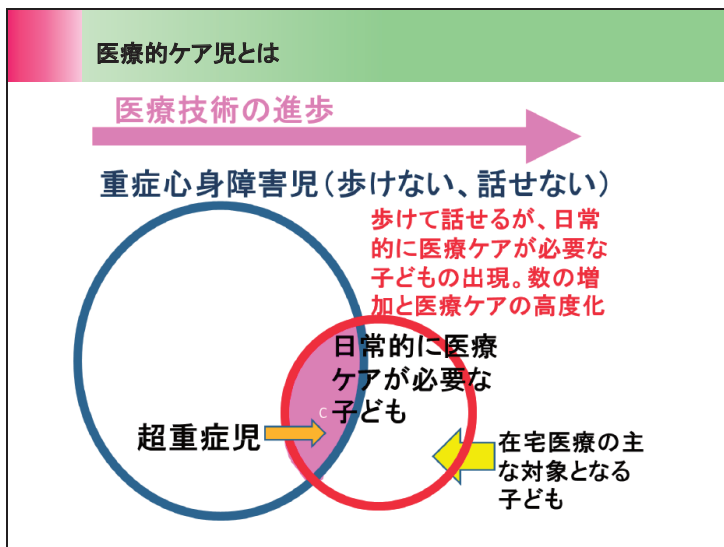 医療的ケア児とは
医療技術の進歩
重症心身障害児（歩けない、話せない）
歩けて話せるが、日常
的に医療ケアが必要な
子どもの出現。数の増
加と医療ケアの高度化
日常的に医療
ケアが必要な
子ども
C
超重症児
在宅医療の主
な対象となる
子ども